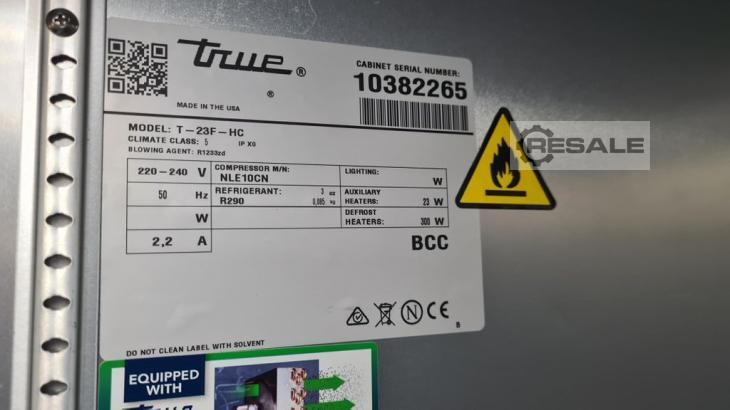 true ®
®
MADE IN THE USA
CABINET SERIAL NUMBER:
10382265
MODEL: T-23F-HC
CLIMATE CLASS: 5 IP X0
BLOWING AGENT: R1233zd
220-240 V
50 Hz
W
2,2 A
COMPRESSOR M/N:
NLE10CN
REFRIGERANT: 3 oz
R290 0,085 kg
LIGHTING: W
AUXILIARY
HEATERS: 23 W
DEFROST
HEATERS: 300 W
BCC
N CE
B
DO NOT CLEAN LABEL WITH SOLVENT
EQUIPPED
WITH
true
RESALE